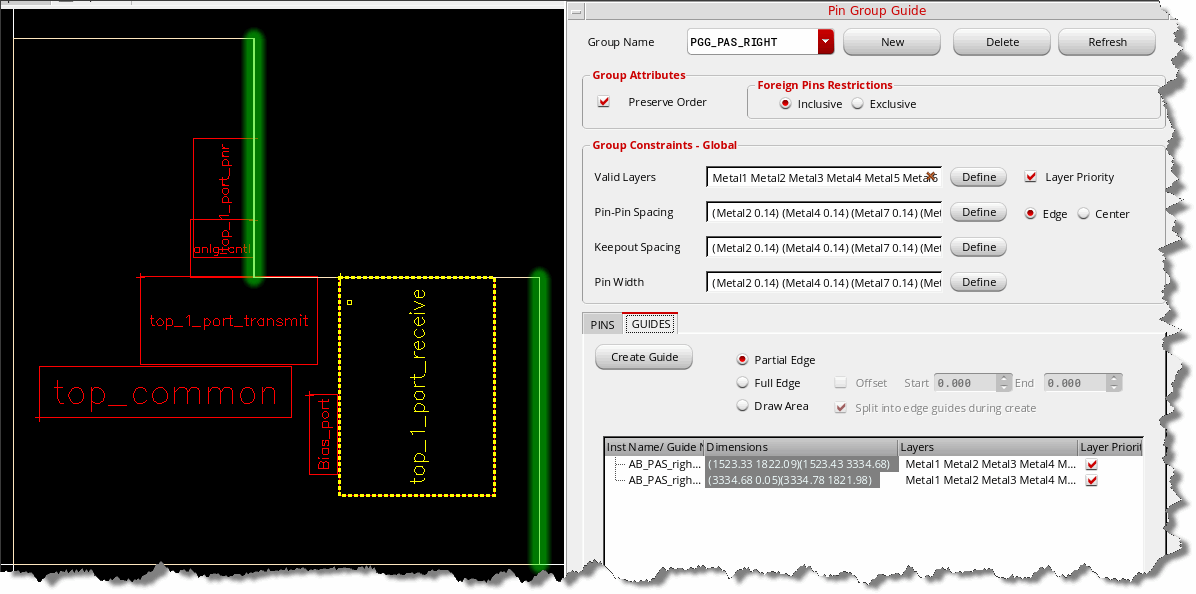 top_1_port_pnr
anlg_cntl
top_1_port_transmit
top_common
Bias_port
top_1_port_receive
Pin Group Guide
Group Name PGG_PAS_RIGHT New Delete Refresh
Group Attributes
Preserve Order
Foreign Pins Restrictions
Inclusive Exclusive
Group Constraints - Global
Valid Layers Metal1 Metal2 Metal3 Metal4 Metal5 Metal6 Define Layer Priority
Pin-Pin Spacing (Metal2 0.14) (Metal4 0.14) (Metal7 0.14) (Met Define Edge Center
Keepout Spacing (Metal2 0.14) (Metal4 0.14) (Metal7 0.14) (Met Define
Pin Width (Metal2 0.14) (Metal4 0.14) (Metal7 0.14) (Met Define
PINS GUIDES
Create Guide Partial Edge
Full Edge Offset Start 0.000 End 0.000
Draw Area Split into edge guides during create
Inst Name/ Guide N Dimensions Layers Layer Priorit
AB_PAS_righ... (1523.33 1822.09)(1523.43 3334.68) Metal1 Metal2 Metal3 Metal4 M...
AB_PAS_righ... (3334.68 0.05)(3334.78 1821.98) Metal1 Metal2 Metal3 Metal4 M...